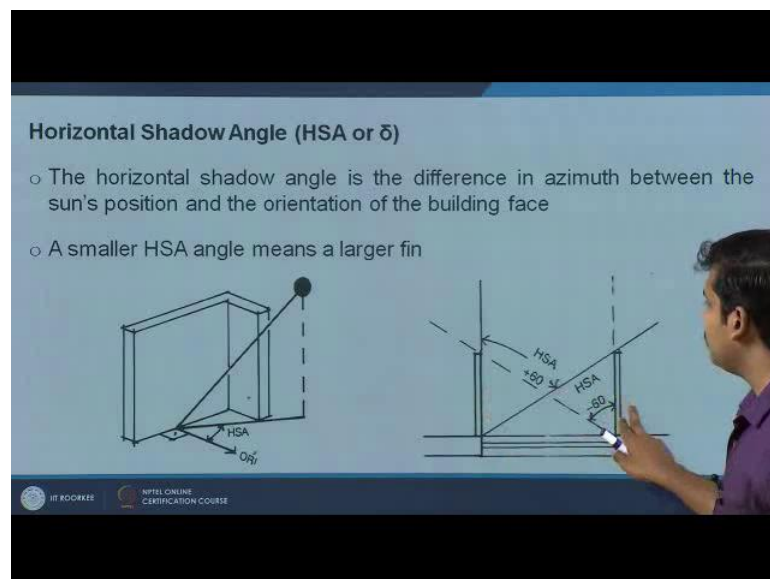 Horizontal Shadow Angle (HSA or δ)
o The horizontal shadow angle is the difference in azimuth between the
sun's position and the orientation of the building face
o A smaller HSA angle means a larger fin
HSA
ORI
HSA
+60
HSA
-60
IIT ROORKEE
NPTEL ONLINE
CERTIFICATION COURSE